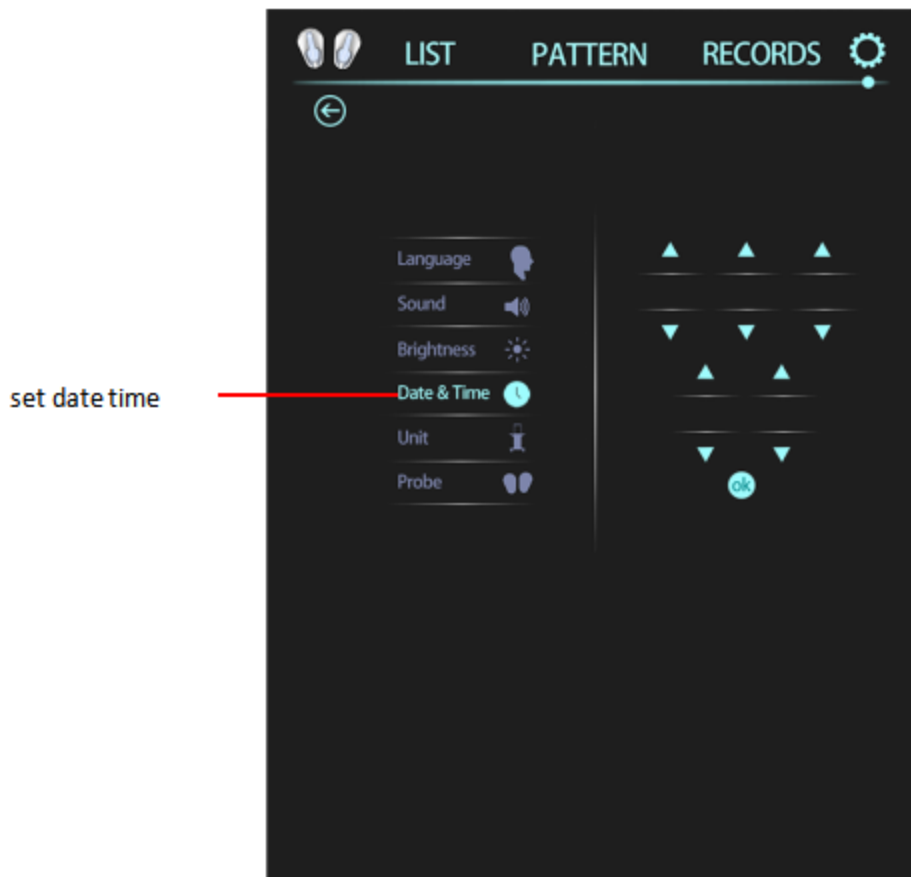 LIST PATTERN RECORDS
Language
Sound
Brightness
set date time
Date & Time
Unit
Probe
ok